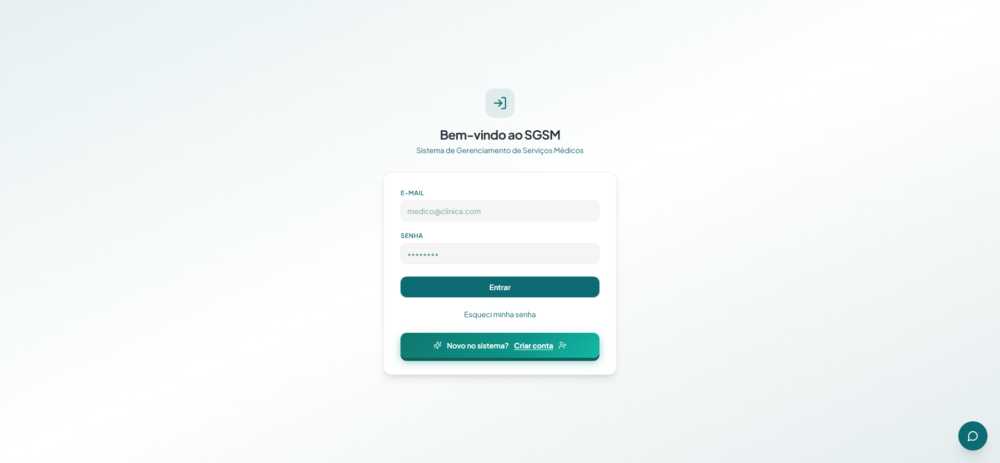 Bem-vindo ao SGSM
Sistema de Gerenciamento de Serviços Médicos
E-MAIL
medico@clinica.com
SENHA
••••••••
Entrar
Esqueci minha senha
Novo no sistema? Criar conta